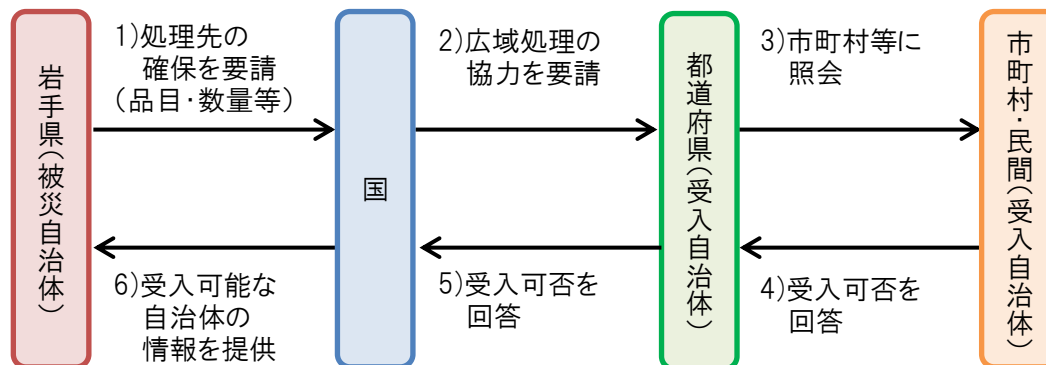 岩手県(被災自治体)
1)処理先の
確保を要請
(品目・数量等)
国
2)広域処理の
協力を要請
都道府県(受入自治体)
3)市町村等に
照会
市町村・民間(受入自治体)
4)受入可否を
回答
5)受入可否を
回答
6)受入可能な
自治体の
情報を提供